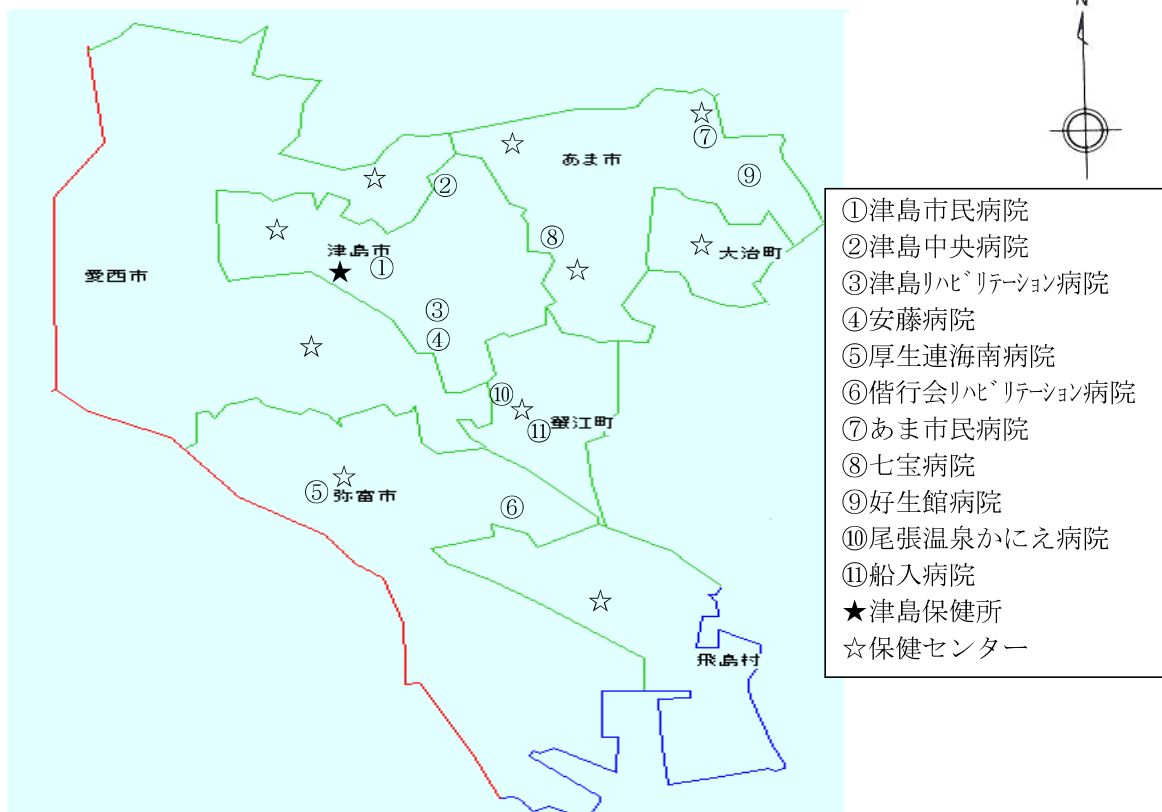 N
⑦
あま市
⑨
②
⑧
津島市
①
大治町
愛西市
③
④
⑩
⑪
蟹江町
⑤
弥富市
⑥
飛島村
①津島市民病院
②津島中央病院
③津島ﾘﾊﾋﾞﾘﾃｰｼｮﾝ病院
④安藤病院
⑤厚生連海南病院
⑥偕行会ﾘﾊﾋﾞﾘﾃｰｼｮﾝ病院
⑦あま市民病院
⑧七宝病院
⑨好生館病院
⑩尾張温泉かにえ病院
⑪船入病院
★津島保健所
☆保健センター